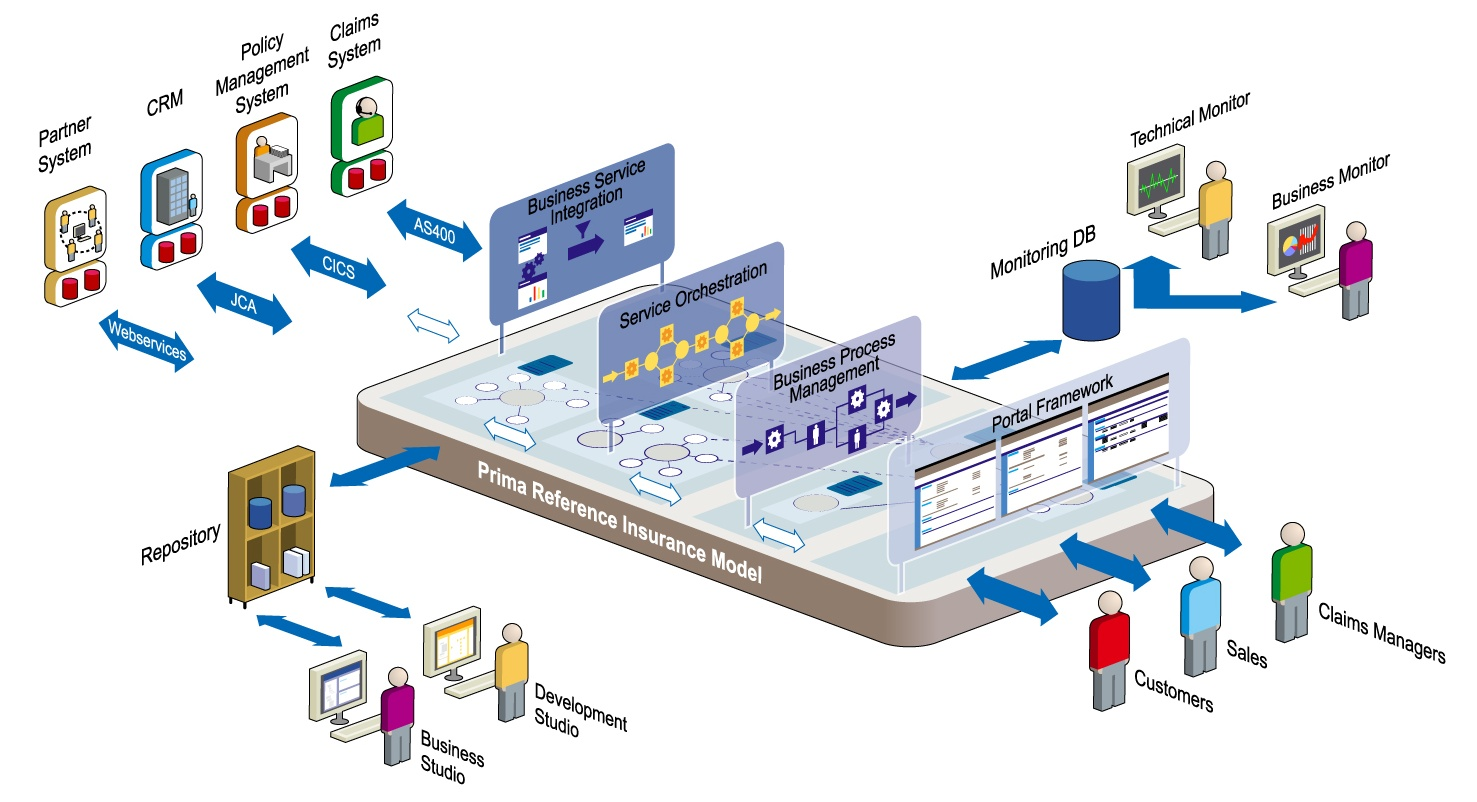 Claims
System
Policy
Management
System
CRM
Partner
System
AS400
CICS
JCA
Webservices
Business Service
Integration
Service Orchestration
Business Process
Management
Portal Framework
Technical Monitor
Business Monitor
Monitoring DB
Prima Reference Insurance Model
Repository
Claims Managers
Sales
Customers
Development
Studio
Business
Studio